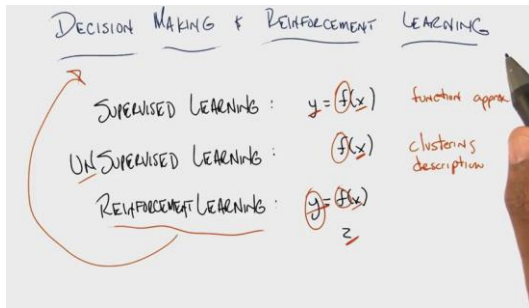 DECISION MAKING & REINFORCEMENT LEARNING
SUPERVISED LEARNING : y = f(x) function approx
UNSUPERVISED LEARNING : f(x) clustering
description
REINFORCEMENT LEARNING : y = f(x)
z